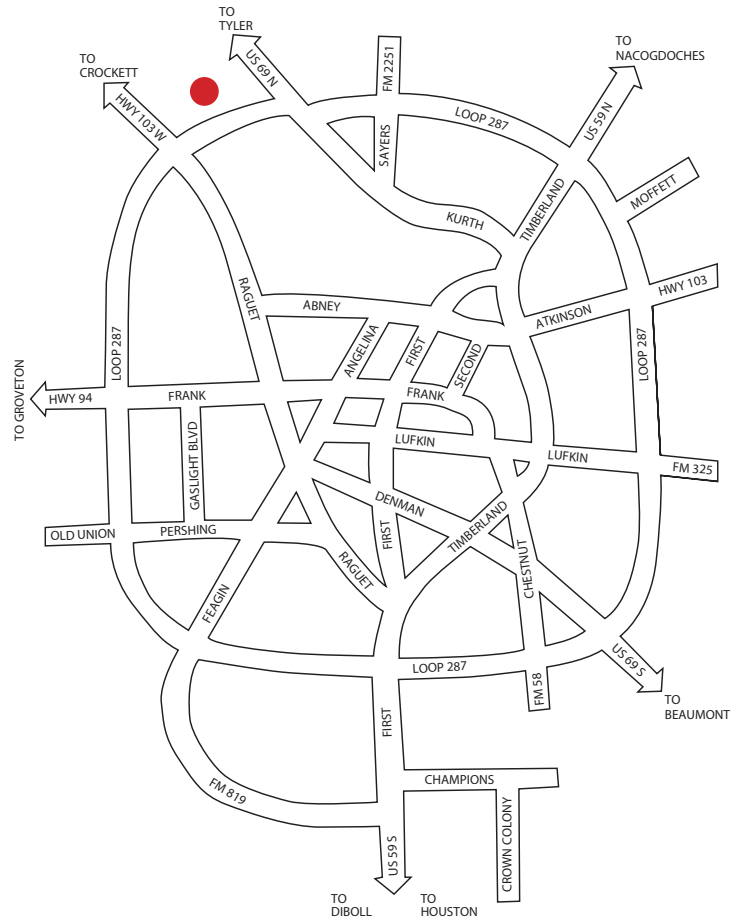 TO
TYLER
TO
NACOGDOCHES
TO
CROCKETT
US 69 N
FM 2251
HWY 103 W
LOOP 287
US 59 N
SAYERS
MOFFETT
TIMBERLAND
KURTH
RAGUET
HWY 103
ABNEY
ATKINSON
ANGELINA
FIRST
SECOND
LOOP 287
LOOP 287
TO GROVETON
HWY 94
FRANK
FRANK
LUFKIN
LUFKIN
FM 325
GASLIGHT BLVD
DENMAN
OLD UNION
PERSHING
FIRST
TIMBERLAND
RAGUET
CHESTNUT
FEAGIN
LOOP 287
US 69 S
FM 58
TO
BEAUMONT
FIRST
FM 819
CHAMPIONS
US 59 S
CROWN COLONY
TO
DIBOLL
TO
HOUSTON